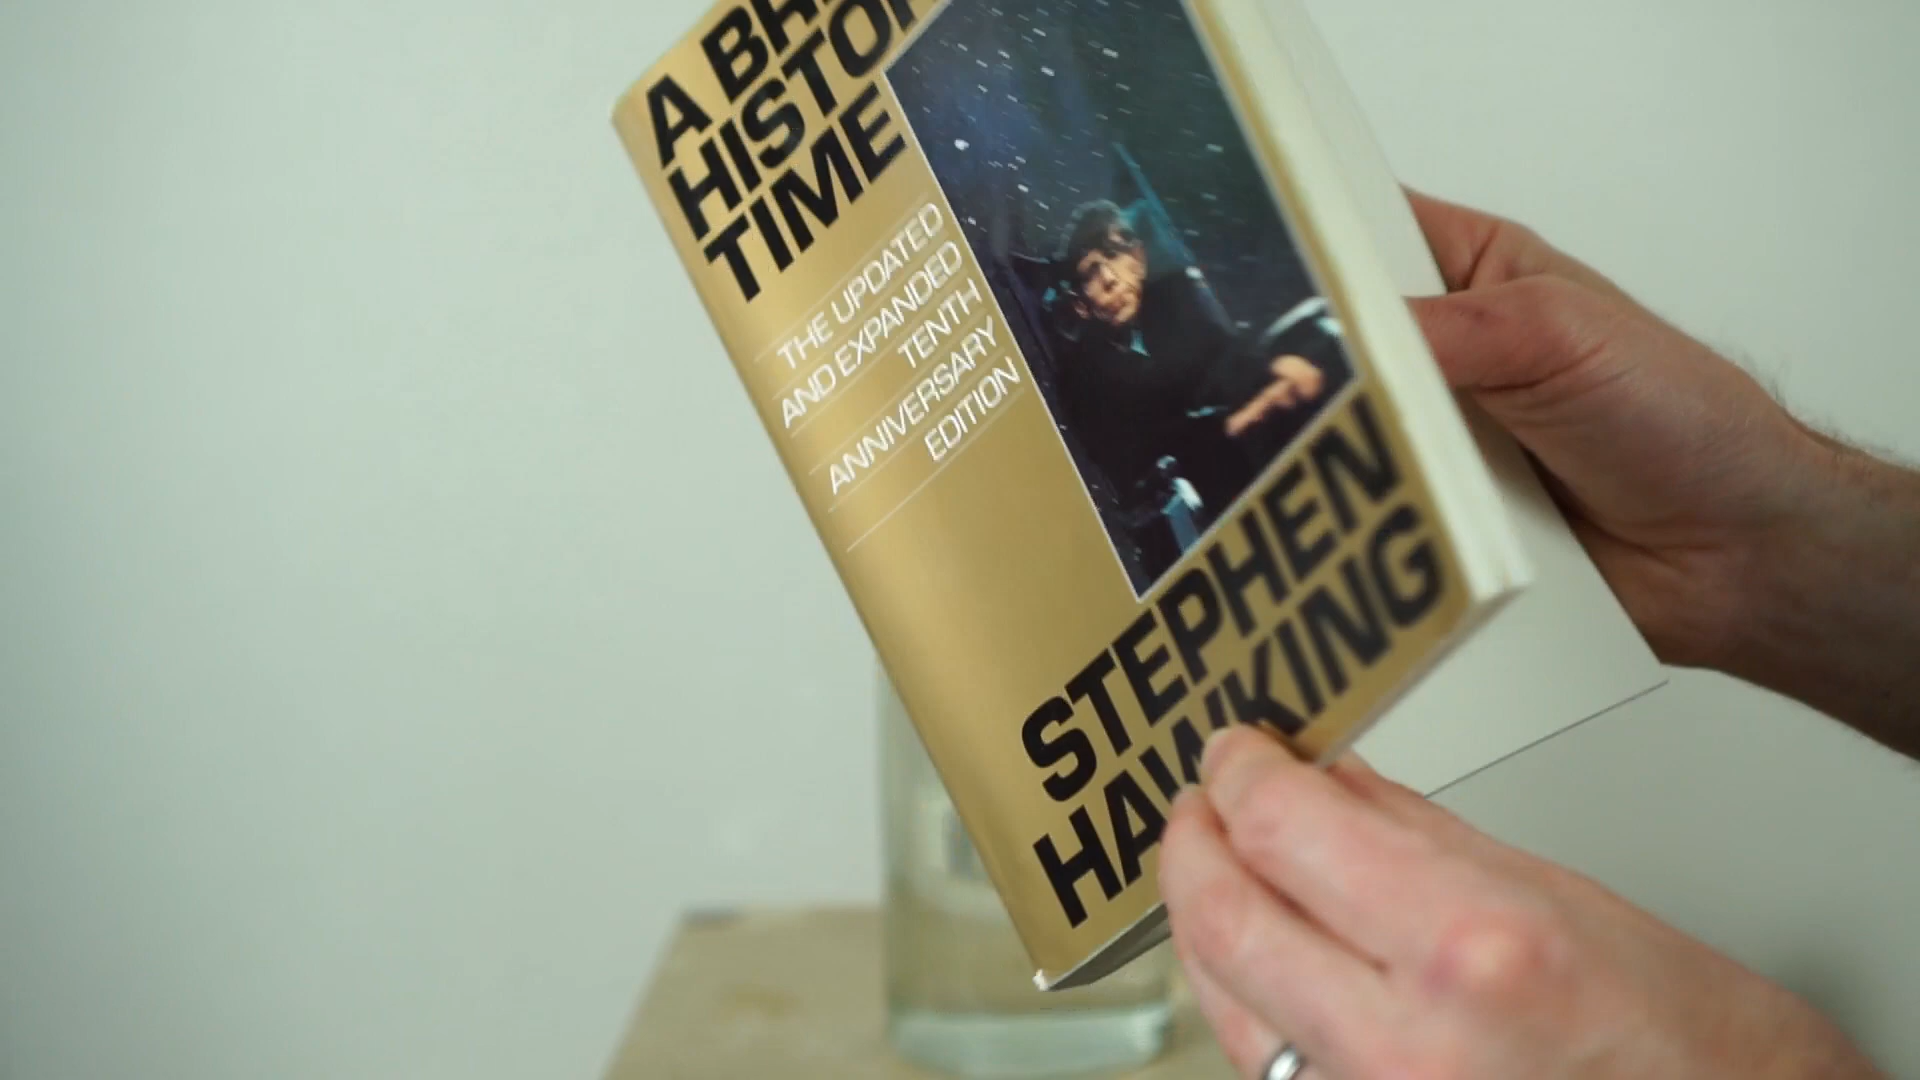 A BRI
HISTOR
TIME
THE UPDATED
AND EXPANDED
TENTH
ANNIVERSARY
EDITION
STEPHEN
HAWKING